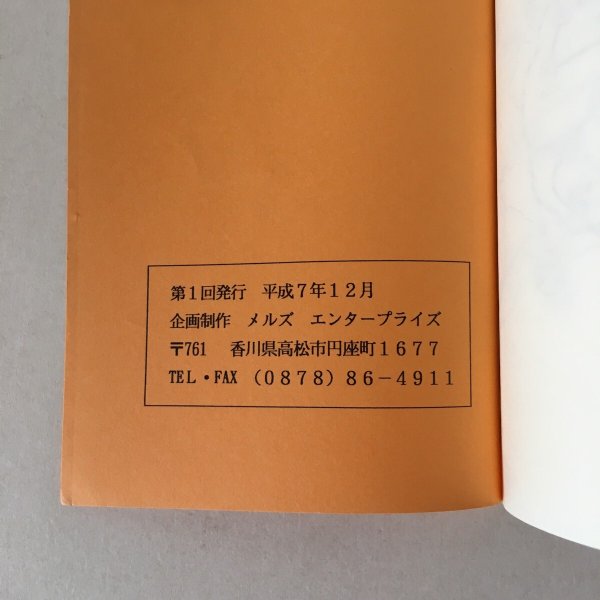 第１回発行　平成７年１２月
企画制作　メルズ　エンタープライズ
〒761　香川県高松市円座町１６７７
TEL・FAX　（０８７８）８６－４９１１